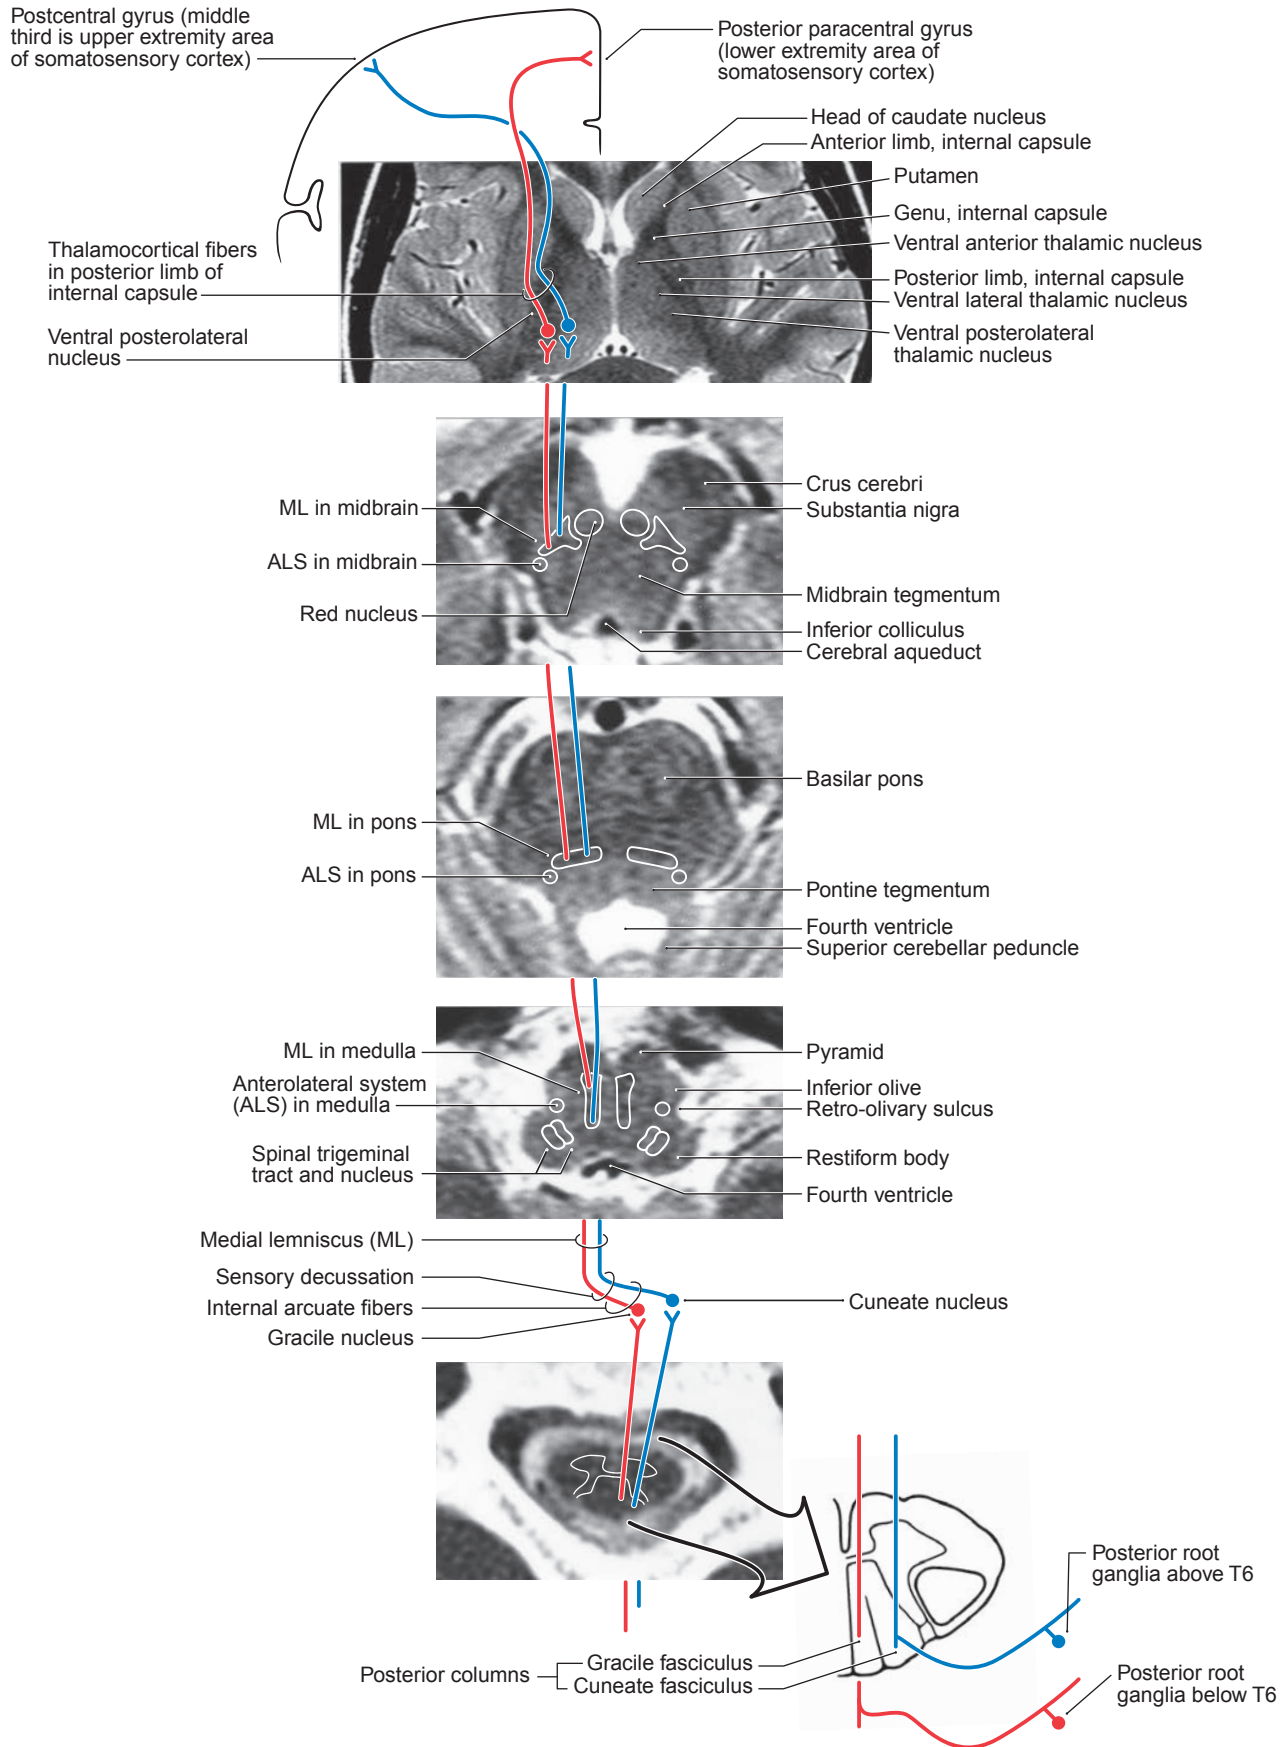 Postcentral gyrus (middle
third is upper extremity area
of somatosensory cortex)
Posterior paracentral gyrus
(lower extremity area of
somatosensory cortex)
Head of caudate nucleus
Anterior limb, internal capsule
Putamen
Genu, internal capsule
Ventral anterior thalamic nucleus
Posterior limb, internal capsule
Ventral lateral thalamic nucleus
Ventral posterolateral
thalamic nucleus
Thalamocortical fibers
in posterior limb of
internal capsule
Ventral posterolateral
nucleus
ML in midbrain
ALS in midbrain
Red nucleus
Crus cerebri
Substantia nigra
Midbrain tegmentum
Inferior colliculus
Cerebral aqueduct
ML in pons
ALS in pons
Basilar pons
Pontine tegmentum
Fourth ventricle
Superior cerebellar peduncle
ML in medulla
Anterolateral system
(ALS) in medulla
Spinal trigeminal
tract and nucleus
Pyramid
Inferior olive
Retro-olivary sulcus
Restiform body
Fourth ventricle
Medial lemniscus (ML)
Sensory decussation
Internal arcuate fibers
Gracile nucleus
Cuneate nucleus
Posterior root
ganglia above T6
Posterior columns
Gracile fasciculus
Cuneate fasciculus
Posterior root
ganglia below T6